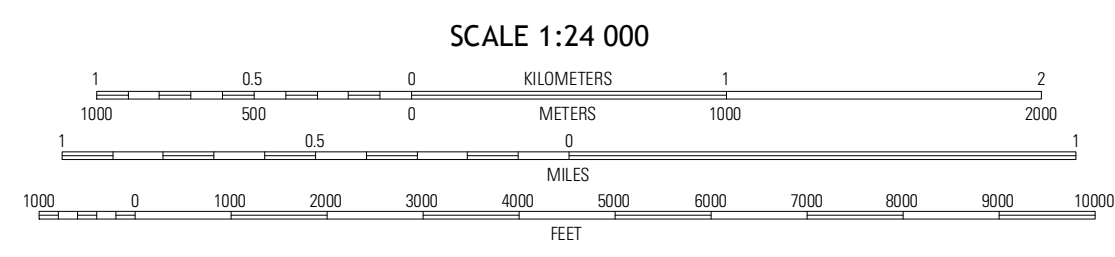 SCALE 1:24 000
1 0.5 0 KILOMETERS 1 2
1000 500 0 METERS 1000 2000
1 0.5 0 1
MILES
1000 0 1000 2000 3000 4000 5000 6000 7000 8000 9000 10000
FEET